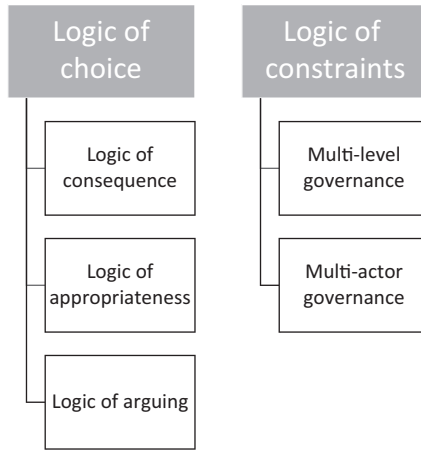 Logic of
choice
Logic of
consequence
Logic of
appropriateness
Logic of arguing
Logic of
constraints
Multi-level
governance
Multi-actor
governance